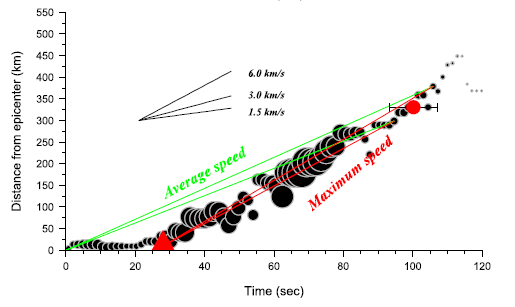 550
500
450
400
350
300
250
200
150
100
50
0
Distance from epicenter (km)
6.0 km/s
3.0 km/s
1.5 km/s
Average speed
Maximum speed
0 20 40 60 80 100 120
Time (sec)